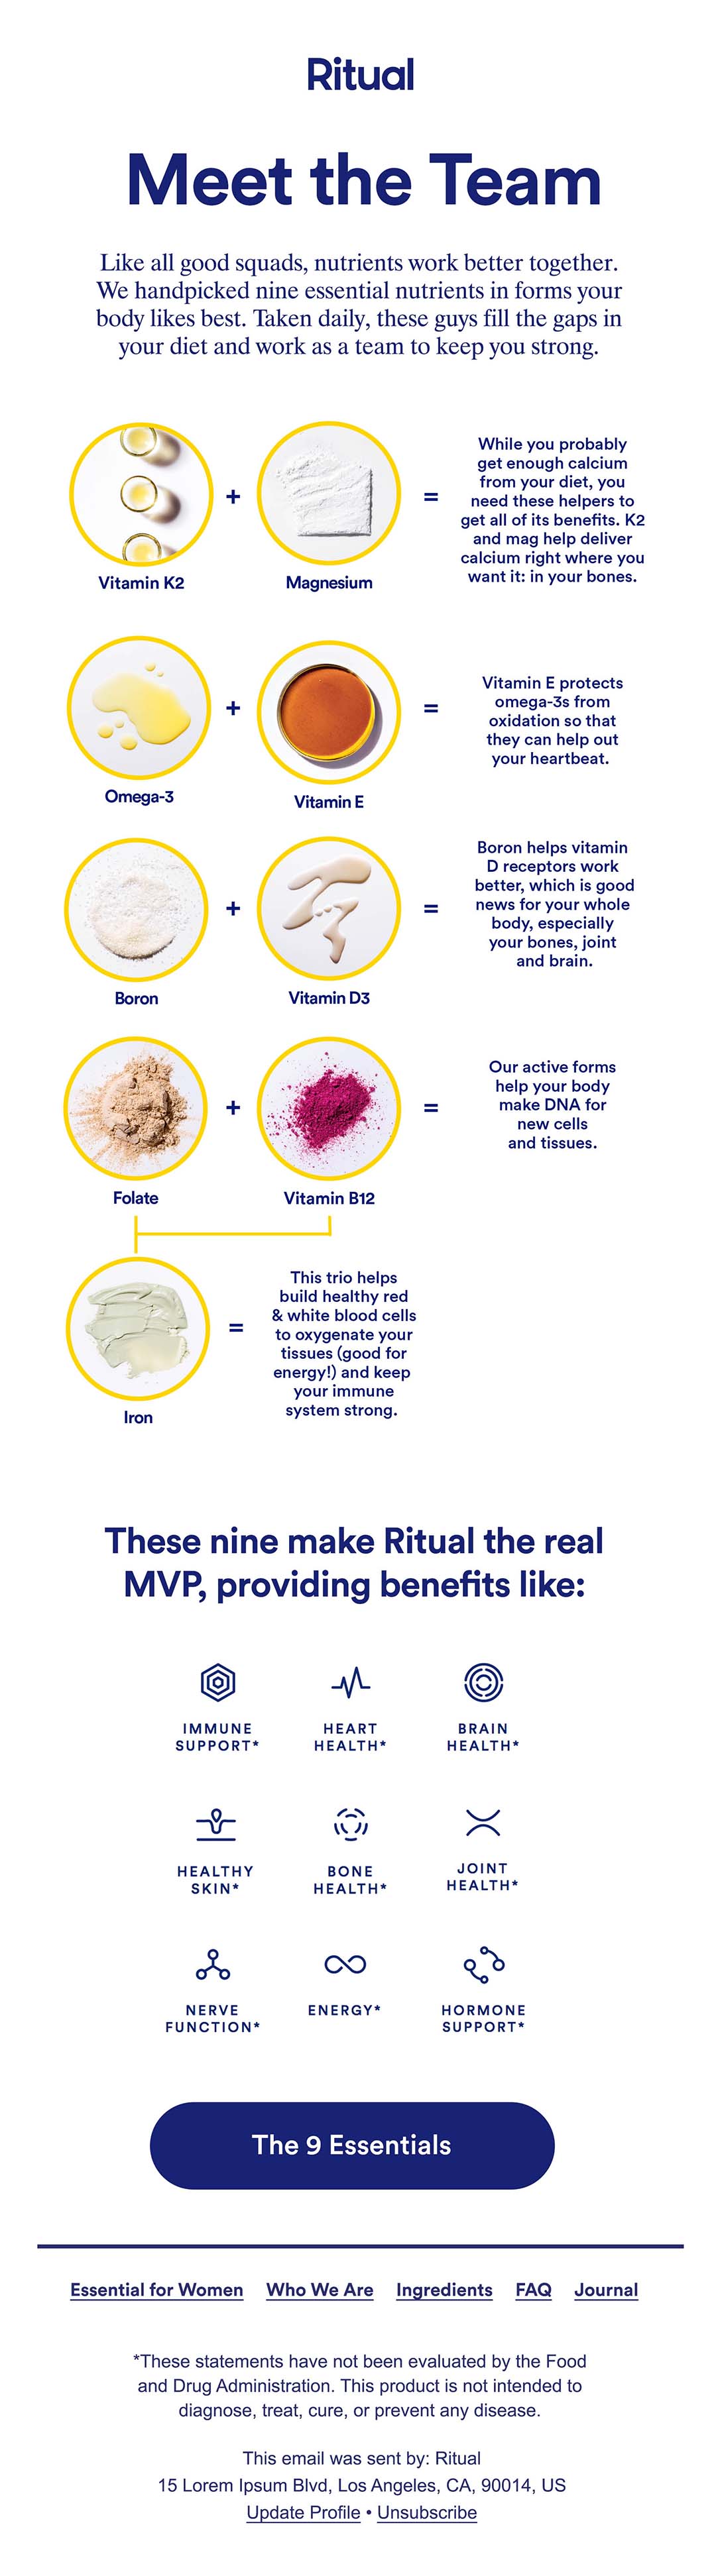 Ritual
Meet the Team
Like all good squads, nutrients work better together.
We handpicked nine essential nutrients in forms your
body likes best. Taken daily, these guys fill the gaps in
your diet and work as a team to keep you strong.
Vitamin K2
+
Magnesium
=
While you probably
get enough calcium
from your diet, you
need these helpers to
get all of its benefits. K2
and mag help deliver
calcium right where you
want it: in your bones.
Omega-3
+
Vitamin E
=
Vitamin E protects
omega-3s from
oxidation so that
they can help out
your heartbeat.
Boron
+
Vitamin D3
=
Boron helps vitamin
D receptors work
better, which is good
news for your whole
body, especially
your bones, joint
and brain.
Folate
+
Vitamin B12
=
Our active forms
help your body
make DNA for
new cells
and tissues.
Iron
=
This trio helps
build healthy red
& white blood cells
to oxygenate your
tissues (good for
energy!) and keep
your immune
system strong.
These nine make Ritual the real
MVP, providing benefits like:
IMMUNE
SUPPORT*
HEART
HEALTH*
BRAIN
HEALTH*
HEALTHY
SKIN*
BONE
HEALTH*
JOINT
HEALTH*
NERVE
FUNCTION*
ENERGY*
HORMONE
SUPPORT*
The 9 Essentials
Essential for Women Who We Are Ingredients FAQ Journal
*These statements have not been evaluated by the Food
and Drug Administration. This product is not intended to
diagnose, treat, cure, or prevent any disease.
This email was sent by: Ritual
15 Lorem Ipsum Blvd, Los Angeles, CA, 90014, US
Update Profile • Unsubscribe